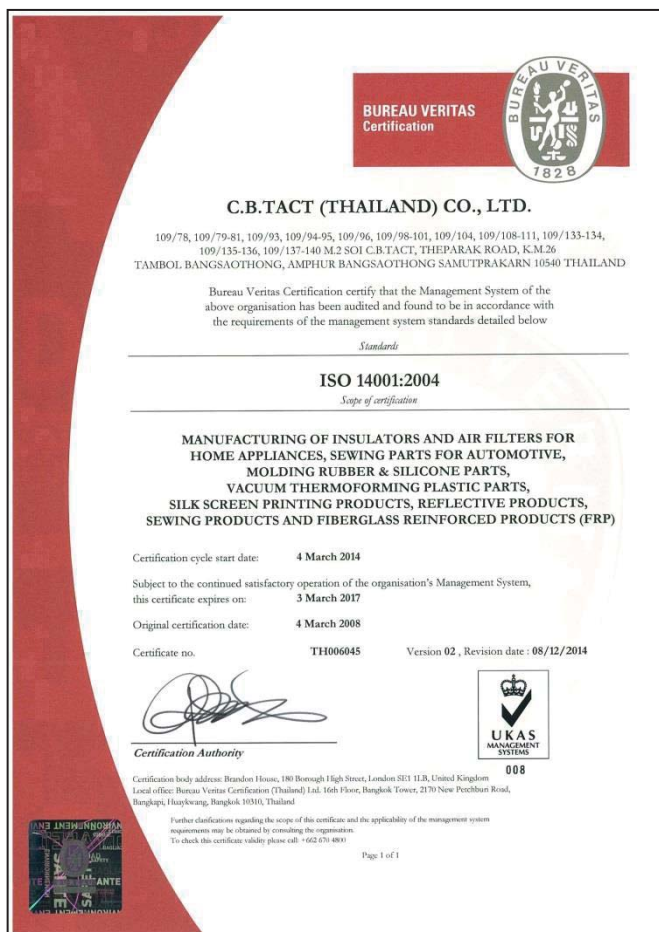 BUREAU VERITAS
Certification
BUREAU VERITAS
1828
C.B.TACT (THAILAND) CO., LTD.
109/78, 109/79-81, 109/93, 109/94-95, 109/96, 109/98-101, 109/104, 109/108-111, 109/133-134,
109/135-136, 109/137-140 M.2 SOI C.B.TACT, THEPARAK ROAD, K.M.26
TAMBOL BANGSAOTHONG, AMPHUR BANGSAOTHONG SAMUTPRAKARN 10540 THAILAND
Bureau Veritas Certification certify that the Management System of the
above organisation has been audited and found to be in accordance with
the requirements of the management system standards detailed below
Standards
ISO 14001:2004
Scope of certification
MANUFACTURING OF INSULATORS AND AIR FILTERS FOR
HOME APPLIANCES, SEWING PARTS FOR AUTOMOTIVE,
MOLDING RUBBER & SILICONE PARTS,
VACUUM THERMOFORMING PLASTIC PARTS,
SILK SCREEN PRINTING PRODUCTS, REFLECTIVE PRODUCTS,
SEWING PRODUCTS AND FIBERGLASS REINFORCED PRODUCTS (FRP)
Certification cycle start date: 4 March 2014
Subject to the continued satisfactory operation of the organisation's Management System,
this certificate expires on: 3 March 2017
Original certification date: 4 March 2008
Certificate no. TH006045 Version 02 , Revision date : 08/12/2014
Certification Authority
UKAS
MANAGEMENT
SYSTEMS
008
Certification body address: Brandon House, 180 Borough High Street, London SE1 1LB, United Kingdom
Local office: Bureau Veritas Certification (Thailand) Ltd. 16th Floor, Bangkok Tower, 2170 New Petchburi Road,
Bangkapi, Huaykwang, Bangkok 10310, Thailand
Further clarifications regarding the scope of this certificate and the applicability of the management system
requirements may be obtained by consulting the organisation.
To check this certificate validity please call: +662 670 4800
Page 1 of 1